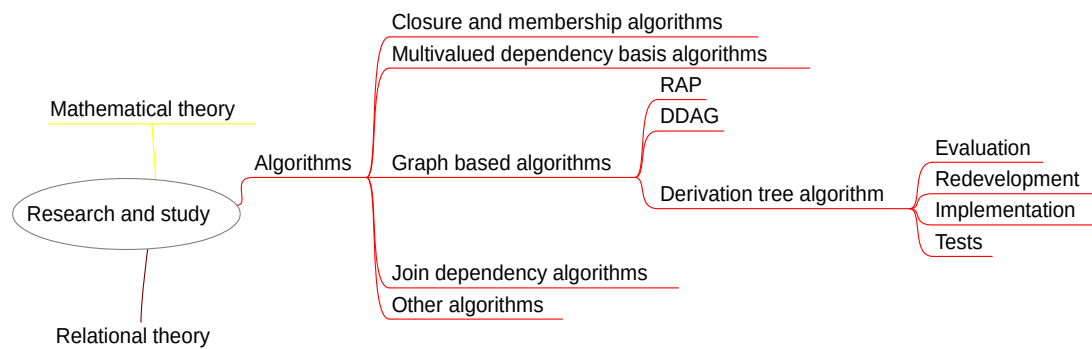 Closure and membership algorithms
Multivalued dependency basis algorithms
RAP
Mathematical theory
DDAG
Evaluation
Algorithms
Graph based algorithms
Redevelopment
Derivation tree algorithm
Research and study
Implementation
Tests
Join dependency algorithms
Other algorithms
Relational theory